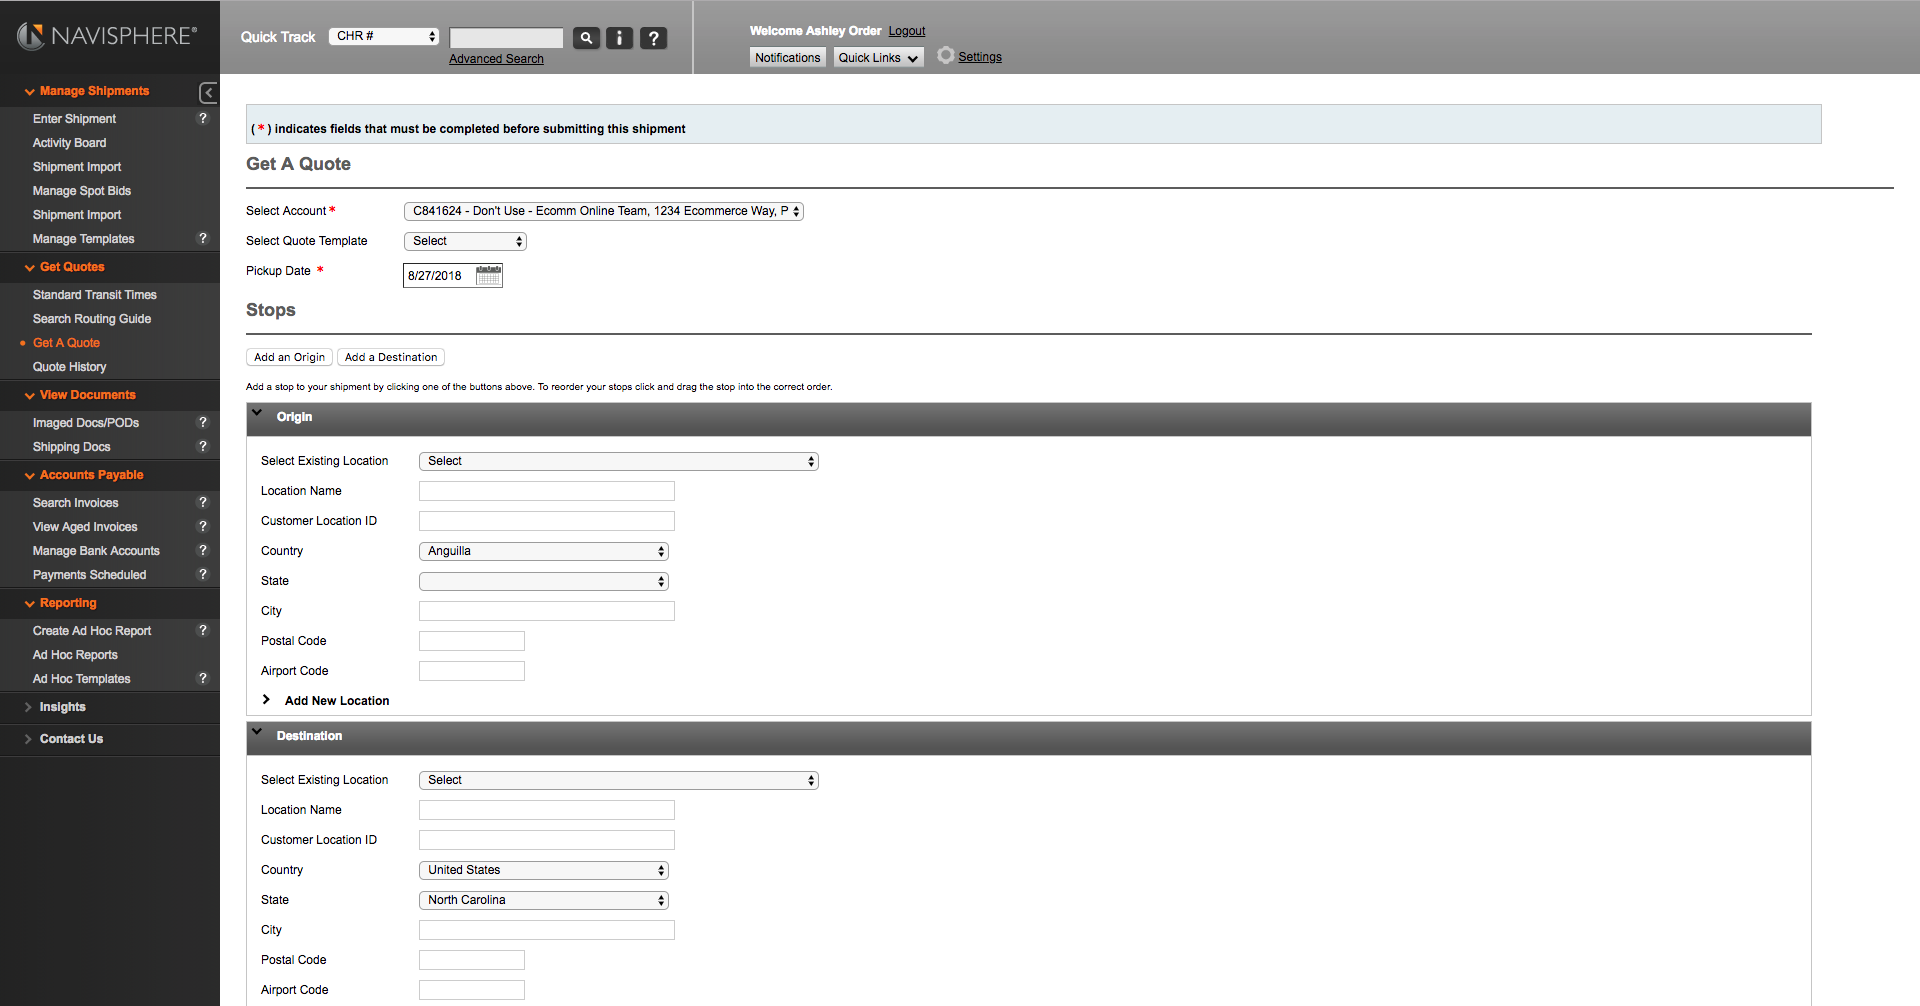 NAVISPHERE®
Quick Track
CHR #
Advanced Search
Welcome Ashley Order Logout
Notifications
Quick Links
Settings
Manage Shipments
Enter Shipment ?
Activity Board
Shipment Import
Manage Spot Bids
Shipment Import
Manage Templates ?
Get Quotes
Standard Transit Times
Search Routing Guide
Get A Quote
Quote History
View Documents
Imaged Docs/PODs ?
Shipping Docs ?
Accounts Payable
Search Invoices ?
View Aged Invoices ?
Manage Bank Accounts ?
Payments Scheduled ?
Reporting
Create Ad Hoc Report ?
Ad Hoc Reports
Ad Hoc Templates ?
Insights
Contact Us
( * ) indicates fields that must be completed before submitting this shipment
Get A Quote
Select Account * C841624 - Don't Use - Ecomm Online Team, 1234 Ecommerce Way, P
Select Quote Template Select
Pickup Date * 8/27/2018
Stops
Add an Origin Add a Destination
Add a stop to your shipment by clicking one of the buttons above. To reorder your stops click and drag the stop into the correct order.
Origin
Select Existing Location Select
Location Name
Customer Location ID
Country Anguilla
State
City
Postal Code
Airport Code
Add New Location
Destination
Select Existing Location Select
Location Name
Customer Location ID
Country United States
State North Carolina
City
Postal Code
Airport Code